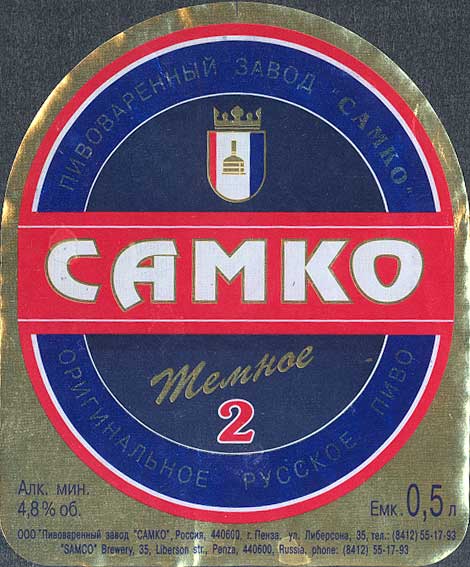 ПИВОВАРЕННЫЙ ЗАВОД "САМКО"
САМКО
Темное
2
ОРИГИНАЛЬНОЕ РУССКОЕ ПИВО
Алк. мин.
4,8% об.
Емк. 0,5 л
ООО "Пивоваренный завод "САМКО", Россия, 440600, г. Пенза, ул. Либерсона, 35, тел.: (8412) 55-17-93
"SAMCO" Brewery, 35, Liberson str., Penza, 440600, Russia, phone: (8412) 55-17-93